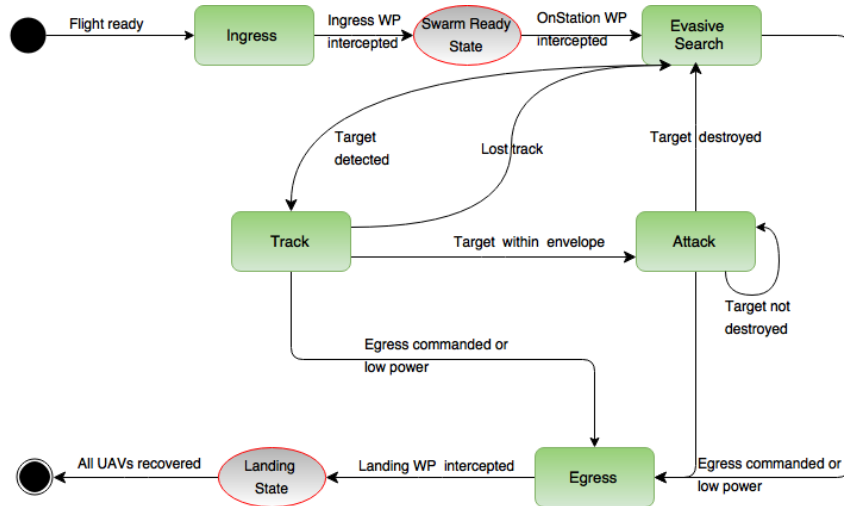 Flight ready
Ingress
Ingress WP
intercepted
Swarm Ready
State
OnStation WP
intercepted
Evasive
Search
Target
detected
Lost track
Target destroyed
Track
Target within envelope
Attack
Target not
destroyed
Egress commanded or
low power
All UAVs recovered
Landing
State
Landing WP intercepted
Egress
Egress commanded or
low power